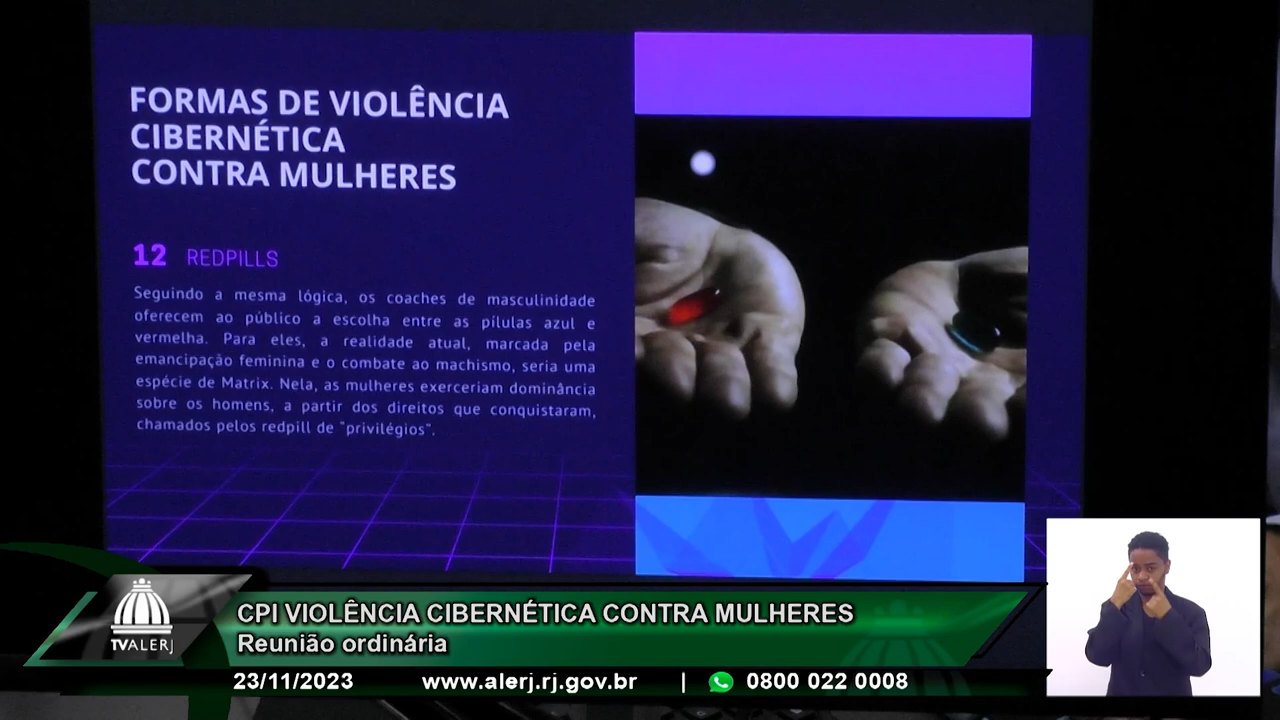 FORMAS DE VIOLÊNCIA
CIBERNÉTICA
CONTRA MULHERES
12 REDPILLS
Seguindo a mesma lógica, os coaches de masculinidade
oferecem ao público a escolha entre as pílulas azul e
vermelha. Para eles, a realidade atual, marcada pela
emancipação feminina e o combate ao machismo, seria uma
espécie de Matrix. Nela, as mulheres exerceriam dominância
sobre os homens, a partir dos direitos que conquistaram,
chamados pelos redpill de "privilégios".
TVALERJ
CPI VIOLÊNCIA CIBERNÉTICA CONTRA MULHERES
Reunião ordinária
23/11/2023 www.alerj.rj.gov.br | 0800 022 0008